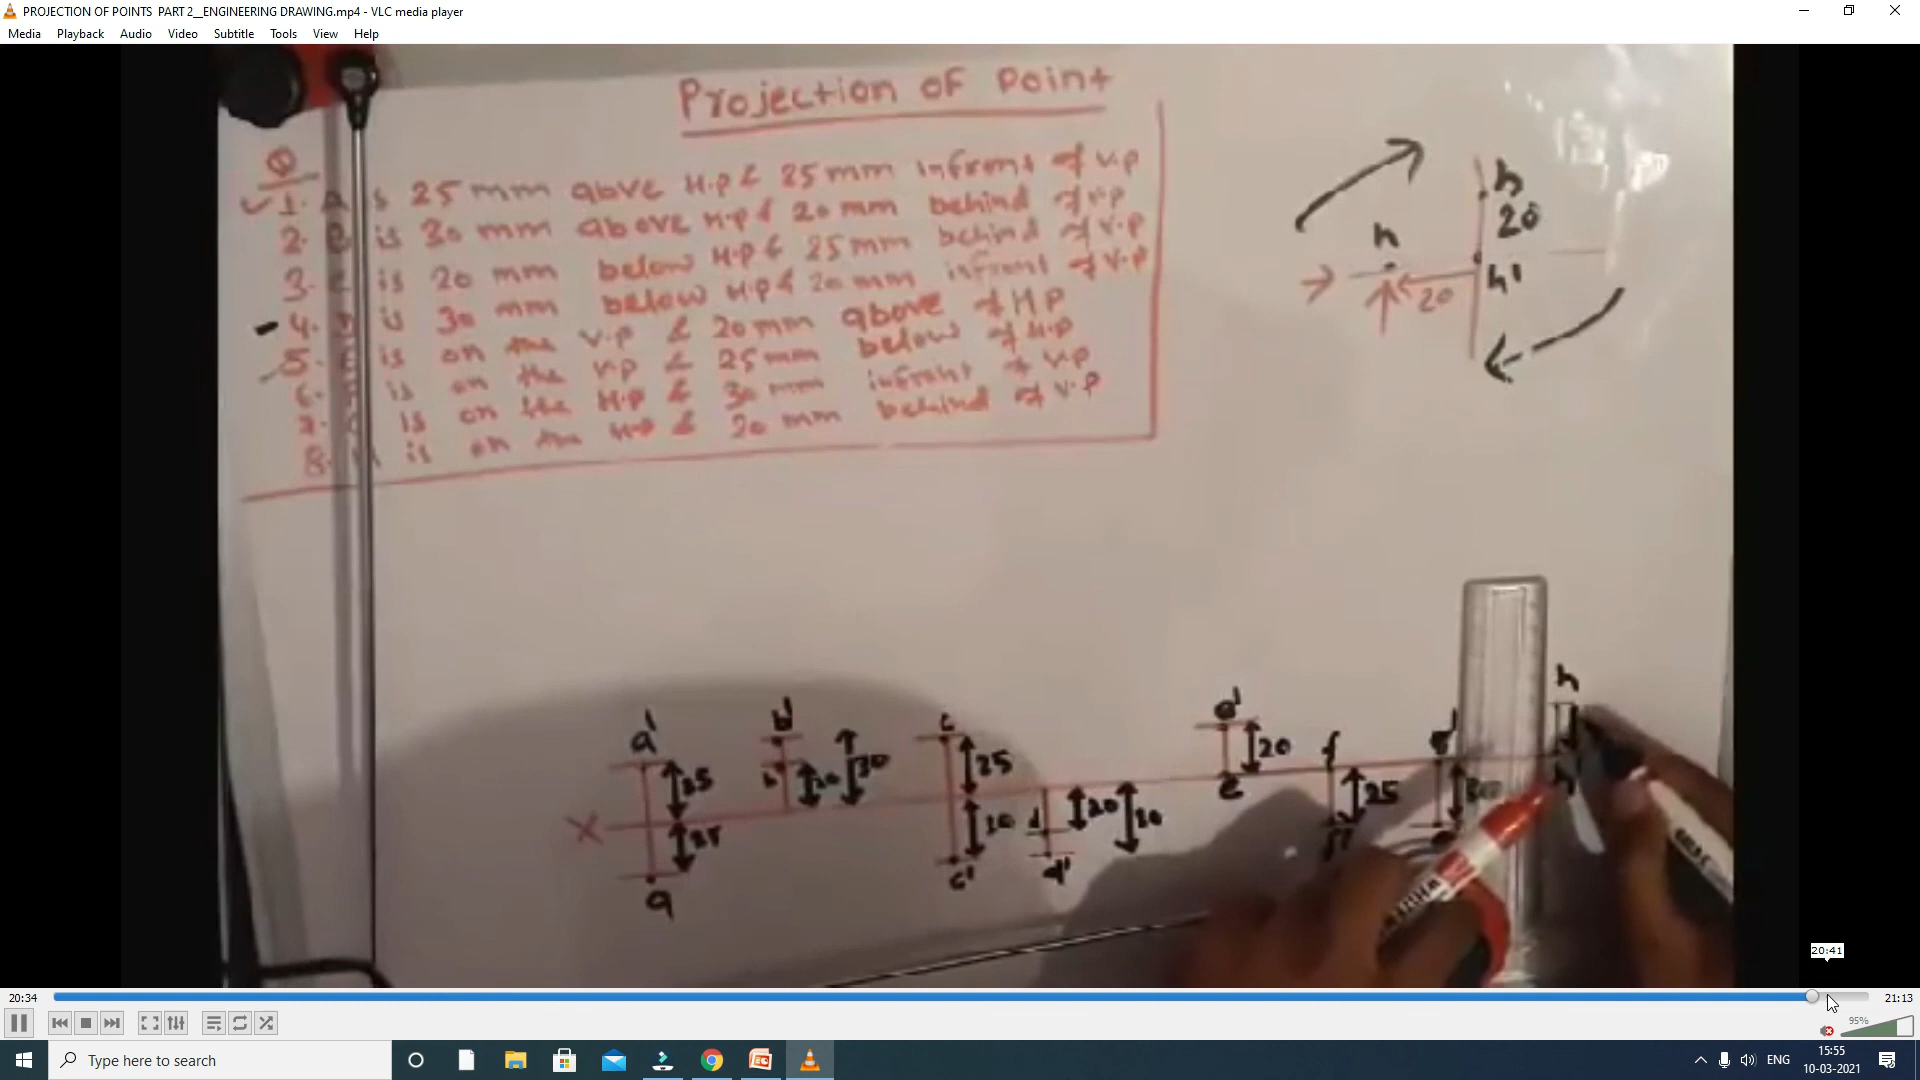 PROJECTION OF POINTS PART 2__ENGINEERING DRAWING.mp4 - VLC media player
Media Playback Audio Video Subtitle Tools View Help
Projection of Point
Q
1. A is 25 mm above H.P & 25 mm infront of V.P
2. B is 30 mm above H.P & 20 mm behind of VP
3. C is 20 mm below H.P & 25 mm behind of V.P
4. D is 30 mm below H.P & 20 mm infront of V.P
5. E is on the V.P & 20 mm above of HP
6. is on the V.P & 25 mm below of H.P
7. is on the H.P & 30 mm infront of V.P
8. H is on the H.P & 20 mm behind of V.P
h
20
h
h'
20
h
a' b' c e' f g'
25 b 20 30 25 20
X
25 20 d 20 30 e 25 30 h'
a c' d' f'
20:41
20:34 21:13
95%
Type here to search
ENG
15:55
10-03-2021